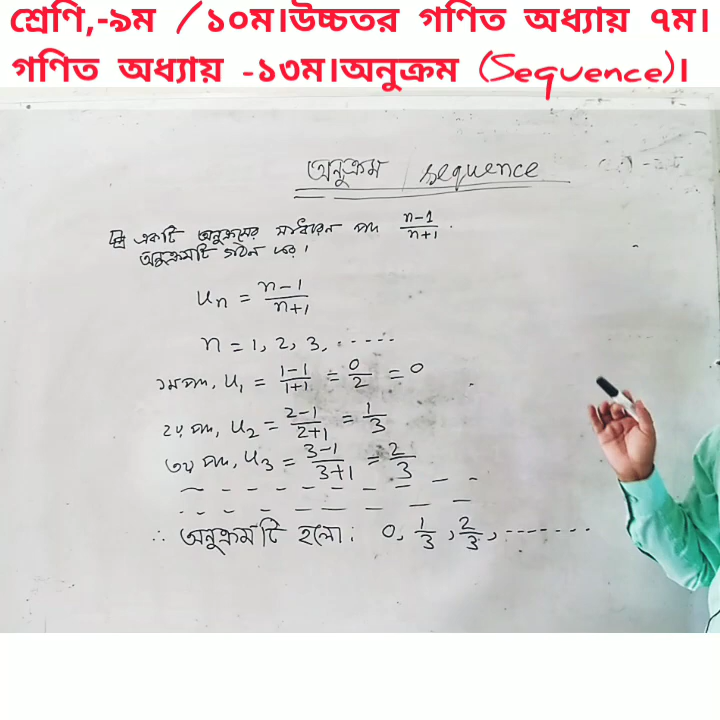 শ্রেণি,-৯ম / ১০ম।উচ্চতর গণিত অধ্যায় ৭ম।
গণিত অধ্যায় -১৩ম।অনুক্রম (Sequence)।
অনুক্রম / sequence
একটি অনুক্রমের সাধারন পদ n-1/n+1.
অনুক্রমটি গঠন কর।
uₙ = n-1/n+1
n = 1, 2, 3, ......
১ম পদ, u₁ = 1-1/1+1 = 0/2 = 0
২য় পদ, u₂ = 2-1/2+1 = 1/3
৩য় পদ, u₃ = 3-1/3+1 = 2/3
∴ অনুক্রমটি হলো: 0, 1/3, 2/3, .......